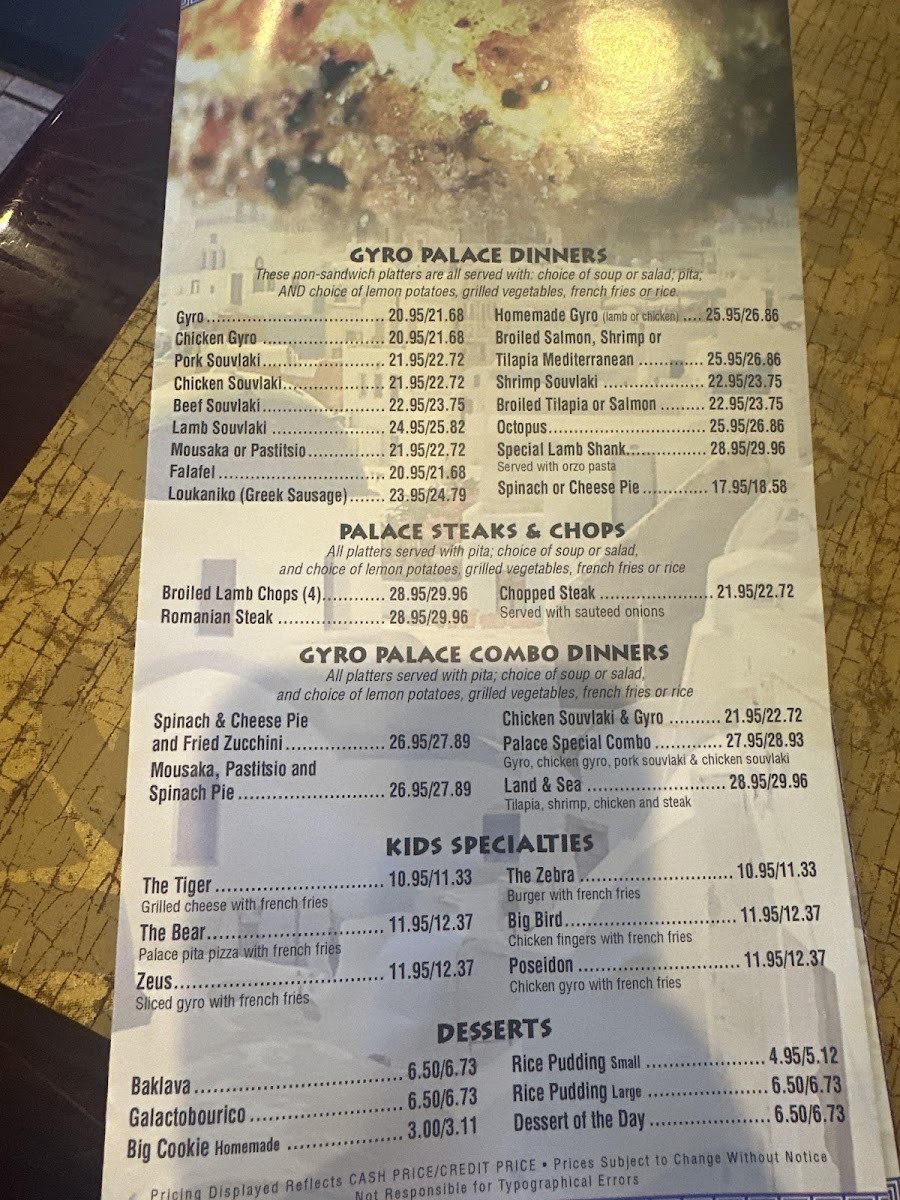 GYRO PALACE DINNERS
These non-sandwich platters are all served with: choice of soup or salad; pita;
AND choice of lemon potatoes, grilled vegetables, french fries or rice.
Gyro 20.95/21.68
Chicken Gyro 20.95/21.68
Pork Souvlaki 21.95/22.72
Chicken Souvlaki 21.95/22.72
Beef Souvlaki 22.95/23.75
Lamb Souvlaki 24.95/25.82
Mousaka or Pastitsio 21.95/22.72
Falafel 20.95/21.68
Loukaniko (Greek Sausage) 23.95/24.79
Homemade Gyro (lamb or chicken) 25.95/26.86
Broiled Salmon, Shrimp or
Tilapia Mediterranean 25.95/26.86
Shrimp Souvlaki 22.95/23.75
Broiled Tilapia or Salmon 22.95/23.75
Octopus 25.95/26.86
Special Lamb Shank 28.95/29.96
Served with orzo pasta
Spinach or Cheese Pie 17.95/18.58
PALACE STEAKS & CHOPS
All platters served with pita; choice of soup or salad,
and choice of lemon potatoes, grilled vegetables, french fries or rice
Broiled Lamb Chops (4) 28.95/29.96
Romanian Steak 28.95/29.96
Chopped Steak 21.95/22.72
Served with sauteed onions
GYRO PALACE COMBO DINNERS
All platters served with pita; choice of soup or salad,
and choice of lemon potatoes, grilled vegetables, french fries or rice
Spinach & Cheese Pie
and Fried Zucchini 26.95/27.89
Mousaka, Pastitsio and
Spinach Pie 26.95/27.89
Chicken Souvlaki & Gyro 21.95/22.72
Palace Special Combo 27.95/28.93
Gyro, chicken gyro, pork souvlaki & chicken souvlaki
Land & Sea 28.95/29.96
Tilapia, shrimp, chicken and steak
KIDS SPECIALTIES
The Tiger 10.95/11.33
Grilled cheese with french fries
The Bear 11.95/12.37
Palace pita pizza with french fries
Zeus 11.95/12.37
Sliced gyro with french fries
The Zebra 10.95/11.33
Burger with french fries
Big Bird 11.95/12.37
Chicken fingers with french fries
Poseidon 11.95/12.37
Chicken gyro with french fries
DESSERTS
Baklava 6.50/6.73
Galactobourico 6.50/6.73
Big Cookie Homemade 3.00/3.11
Rice Pudding Small 4.95/5.12
Rice Pudding Large 6.50/6.73
Dessert of the Day 6.50/6.73
Pricing Displayed Reflects CASH PRICE/CREDIT PRICE • Prices Subject to Change Without Notice
Not Responsible for Typographical Errors